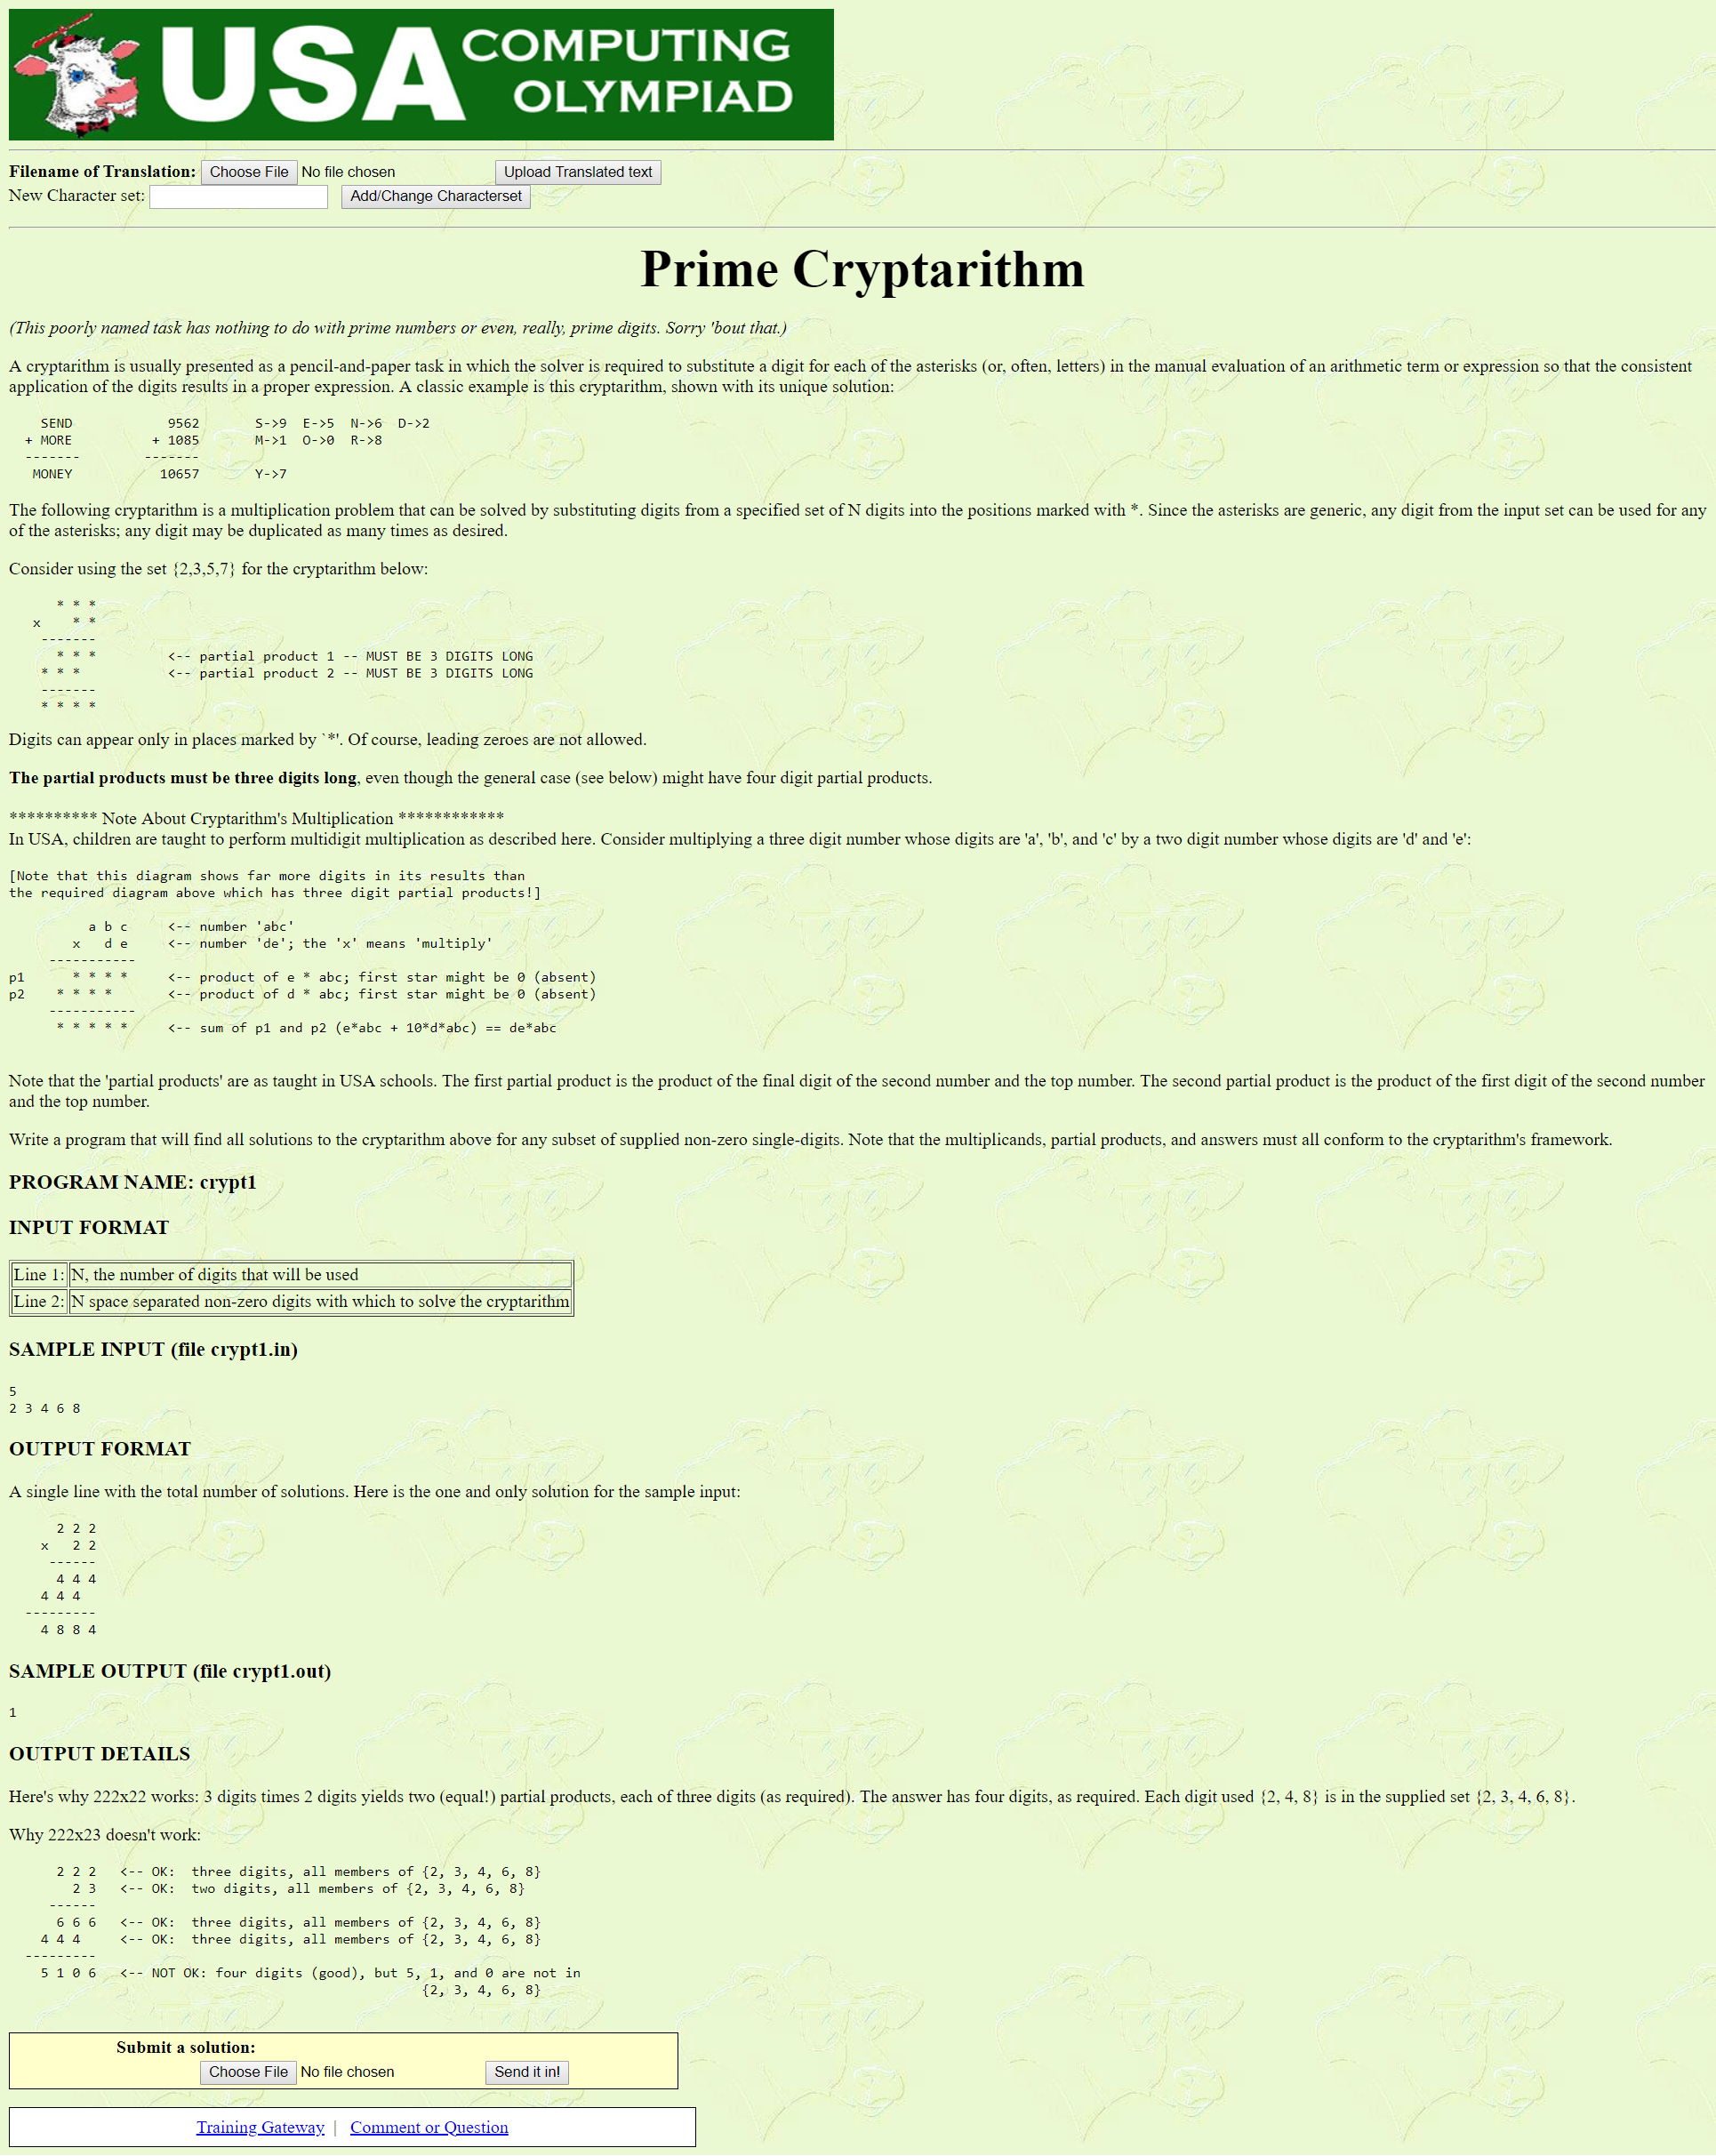 USA COMPUTING
OLYMPIAD
Filename of Translation: Choose File No file chosen Upload Translated text
New Character set: Add/Change Characterset
Prime Cryptarithm
(This poorly named task has nothing to do with prime numbers or even, really, prime digits. Sorry 'bout that.)
A cryptarithm is usually presented as a pencil-and-paper task in which the solver is required to substitute a digit for each of the asterisks (or, often, letters) in the manual evaluation of an arithmetic term or expression so that the consistent
application of the digits results in a proper expression. A classic example is this cryptarithm, shown with its unique solution:
    SEND            9562       S->9  E->5  N->6  D->2
  + MORE          + 1085       M->1  O->0  R->8
  -------        -------
   MONEY           10657       Y->7
The following cryptarithm is a multiplication problem that can be solved by substituting digits from a specified set of N digits into the positions marked with *. Since the asterisks are generic, any digit from the input set can be used for any
of the asterisks; any digit may be duplicated as many times as desired.
Consider using the set {2,3,5,7} for the cryptarithm below:
      * * *
   x    * *
    -------
      * * *         <-- partial product 1 -- MUST BE 3 DIGITS LONG
    * * *           <-- partial product 2 -- MUST BE 3 DIGITS LONG
    -------
    * * * *
Digits can appear only in places marked by `*'. Of course, leading zeroes are not allowed.
The partial products must be three digits long, even though the general case (see below) might have four digit partial products.
********** Note About Cryptarithm's Multiplication ************
In USA, children are taught to perform multidigit multiplication as described here. Consider multiplying a three digit number whose digits are 'a', 'b', and 'c' by a two digit number whose digits are 'd' and 'e':
[Note that this diagram shows far more digits in its results than
the required diagram above which has three digit partial products!]
          a b c     <-- number 'abc'
        x   d e     <-- number 'de'; the 'x' means 'multiply'
     -----------
p1      * * * *     <-- product of e * abc; first star might be 0 (absent)
p2    * * * *       <-- product of d * abc; first star might be 0 (absent)
     -----------
      * * * * *     <-- sum of p1 and p2 (e*abc + 10*d*abc) == de*abc
Note that the 'partial products' are as taught in USA schools. The first partial product is the product of the final digit of the second number and the top number. The second partial product is the product of the first digit of the second number
and the top number.
Write a program that will find all solutions to the cryptarithm above for any subset of supplied non-zero single-digits. Note that the multiplicands, partial products, and answers must all conform to the cryptarithm's framework.
PROGRAM NAME: crypt1
INPUT FORMAT
Line 1: N, the number of digits that will be used
Line 2: N space separated non-zero digits with which to solve the cryptarithm
SAMPLE INPUT (file crypt1.in)
5
2 3 4 6 8
OUTPUT FORMAT
A single line with the total number of solutions. Here is the one and only solution for the sample input:
      2 2 2
    x   2 2
     ------
      4 4 4
    4 4 4
  ---------
    4 8 8 4
SAMPLE OUTPUT (file crypt1.out)
1
OUTPUT DETAILS
Here's why 222x22 works: 3 digits times 2 digits yields two (equal!) partial products, each of three digits (as required). The answer has four digits, as required. Each digit used {2, 4, 8} is in the supplied set {2, 3, 4, 6, 8}.
Why 222x23 doesn't work:
      2 2 2   <-- OK:  three digits, all members of {2, 3, 4, 6, 8}
        2 3   <-- OK:  two digits, all members of {2, 3, 4, 6, 8}
     ------
      6 6 6   <-- OK:  three digits, all members of {2, 3, 4, 6, 8}
    4 4 4     <-- OK:  three digits, all members of {2, 3, 4, 6, 8}
  ---------
    5 1 0 6   <-- NOT OK: four digits (good), but 5, 1, and 0 are not in
                                                    {2, 3, 4, 6, 8}
Submit a solution:
Choose File No file chosen Send it in!
Training Gateway | Comment or Question